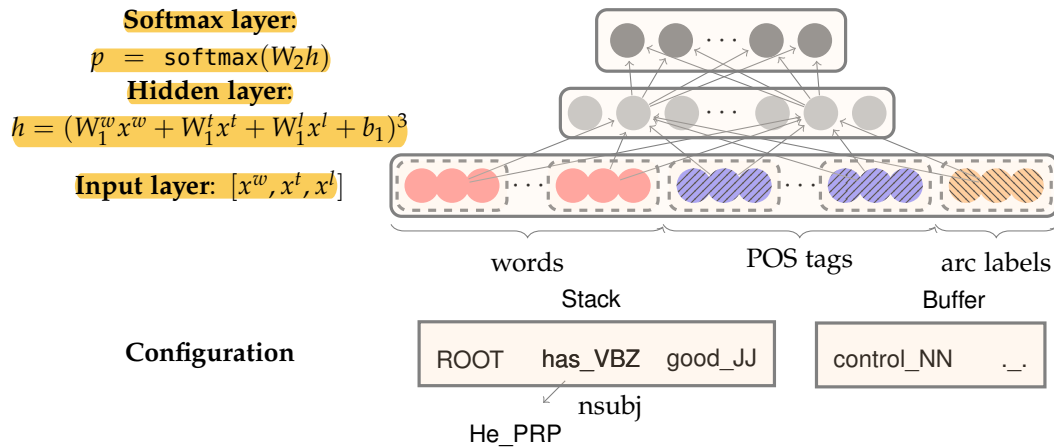 Softmax layer:
p = softmax(W₂h)
Hidden layer:
h = (W₁ʷxʷ + W₁ᵗxᵗ + W₁ˡxˡ + b₁)³
Input layer: [xʷ, xᵗ, xˡ]
· · ·
· · ·
· · · · · ·
words POS tags arc labels
Stack Buffer
Configuration ROOT has_VBZ good_JJ control_NN ._.
nsubj
He_PRP